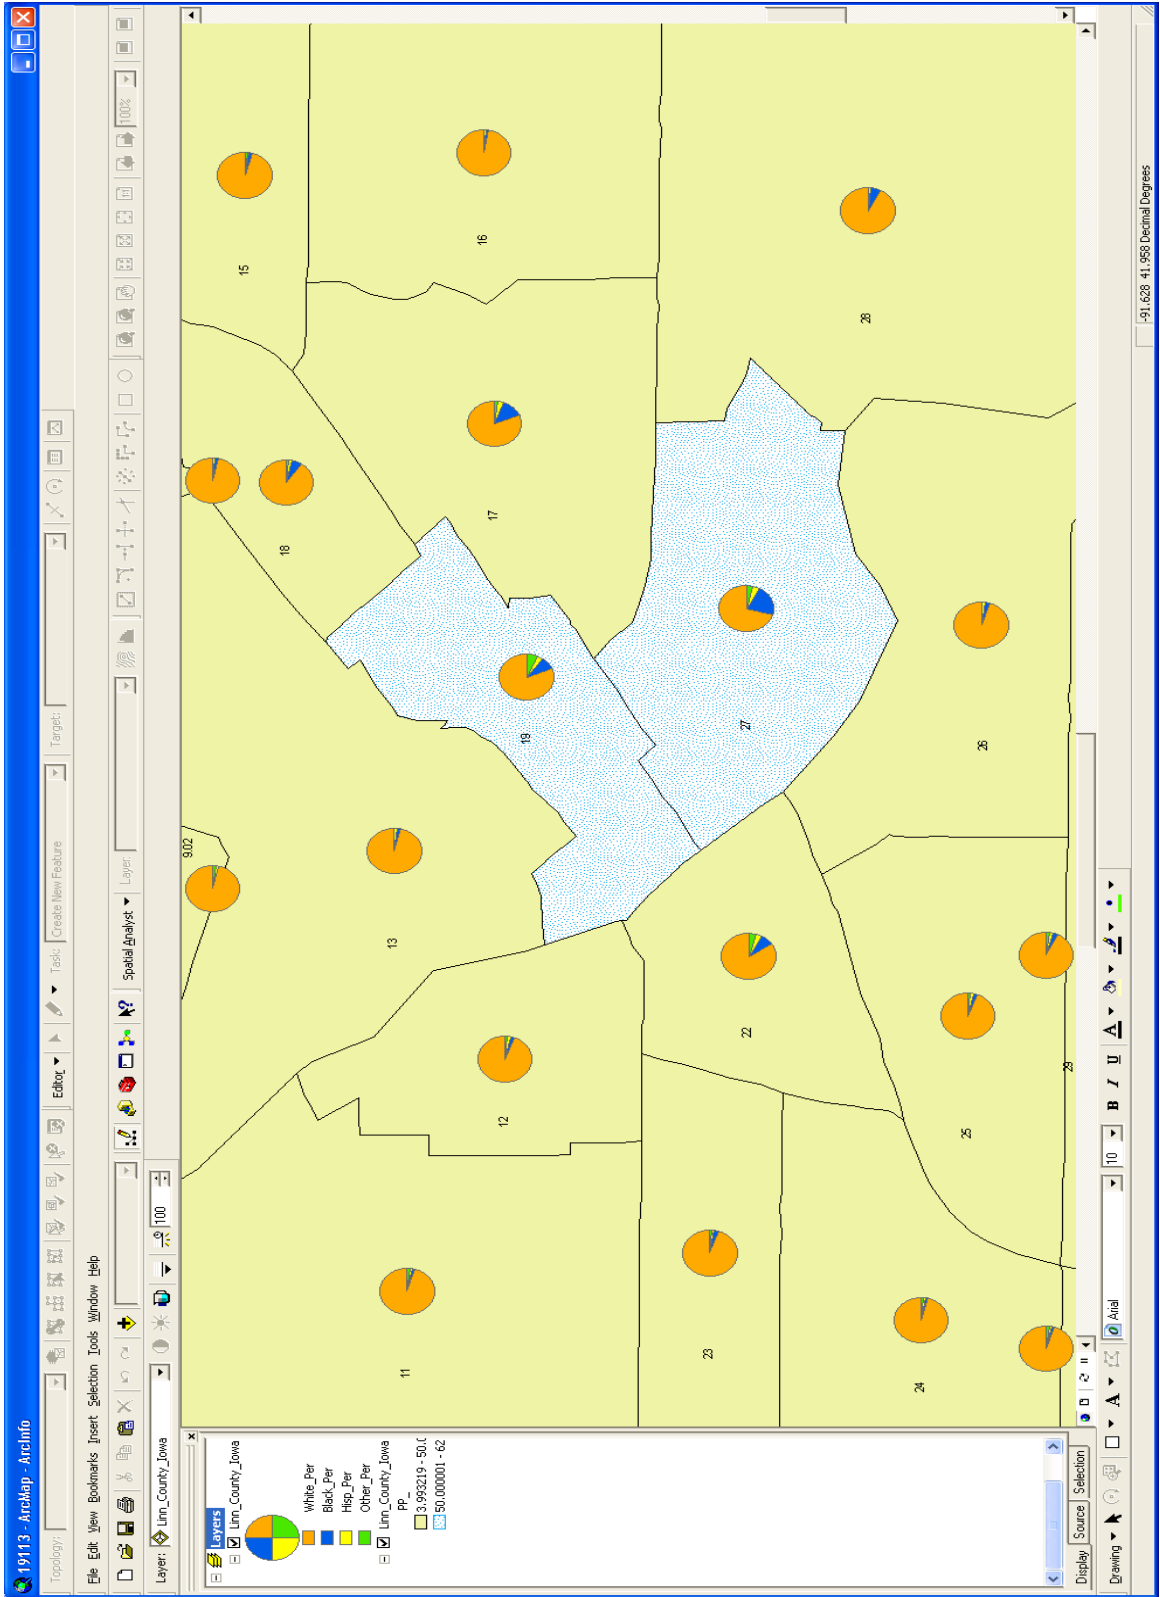 19113 - ArcMap - ArcInfo
Topology:
Editor
Task: Create New Feature
Target:
File Edit View Bookmarks Insert Selection Tools Window Help
Spatial Analyst
Layer:
100%
Layer: Linn_County_Iowa
100
Layers
Linn_County_Iowa
White_Per
Black_Per
Hisp_Per
Other_Per
Linn_County_Iowa
PP_
3.993219 - 50.0
50.000001 - 62
Display Source Selection
9.02
15
16
18
17
13
19
12
28
27
22
26
11
23
25
29
24
Drawing
A
Arial
10
B I U
A
-91.628 41.958 Decimal Degrees